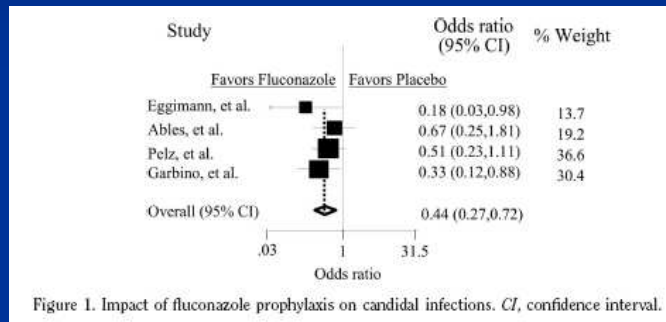 Study
Odds ratio
(95% CI)
% Weight
Favors Fluconazole
Favors Placebo
Eggimann, et al.
0.18 (0.03,0.98)
13.7
Ables, et al.
0.67 (0.25,1.81)
19.2
Pelz, et al.
0.51 (0.23,1.11)
36.6
Garbino, et al.
0.33 (0.12,0.88)
30.4
Overall (95% CI)
0.44 (0.27,0.72)
.03
1
31.5
Odds ratio
Figure 1. Impact of fluconazole prophylaxis on candidal infections. CI, confidence interval.